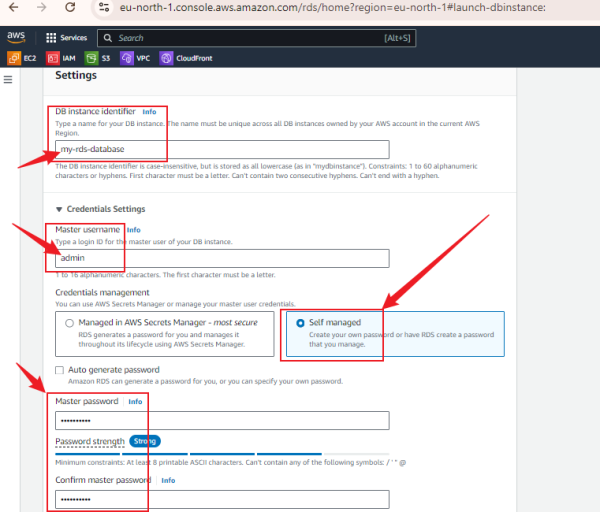 eu-north-1.console.aws.amazon.com/rds/home?region=eu-north-1#launch-dbinstance:
aws
Services
Search
[Alt+S]
EC2
IAM
S3
VPC
CloudFront
Settings
DB instance identifier Info
Type a name for your DB instance. The name must be unique across all DB instances owned by your AWS account in the current AWS
Region.
my-rds-database
The DB instance identifier is case-insensitive, but is stored as all lowercase (as in "mydbinstance"). Constraints: 1 to 60 alphanumeric
characters or hyphens. First character must be a letter. Can't contain two consecutive hyphens. Can't end with a hyphen.
▼ Credentials Settings
Master username Info
Type a login ID for the master user of your DB instance.
admin
1 to 16 alphanumeric characters. The first character must be a letter.
Credentials management
You can use AWS Secrets Manager or manage your master user credentials.
Managed in AWS Secrets Manager - most secure
RDS generates a password for you and manages it
throughout its lifecycle using AWS Secrets Manager.
Self managed
Create your own password or have RDS create a password
that you manage.
Auto generate password
Amazon RDS can generate a password for you, or you can specify your own password.
Master password Info
••••••••••
Password strength Strong
Minimum constraints: At least 8 printable ASCII characters. Can't contain any of the following symbols: / ' " @
Confirm master password Info
••••••••••